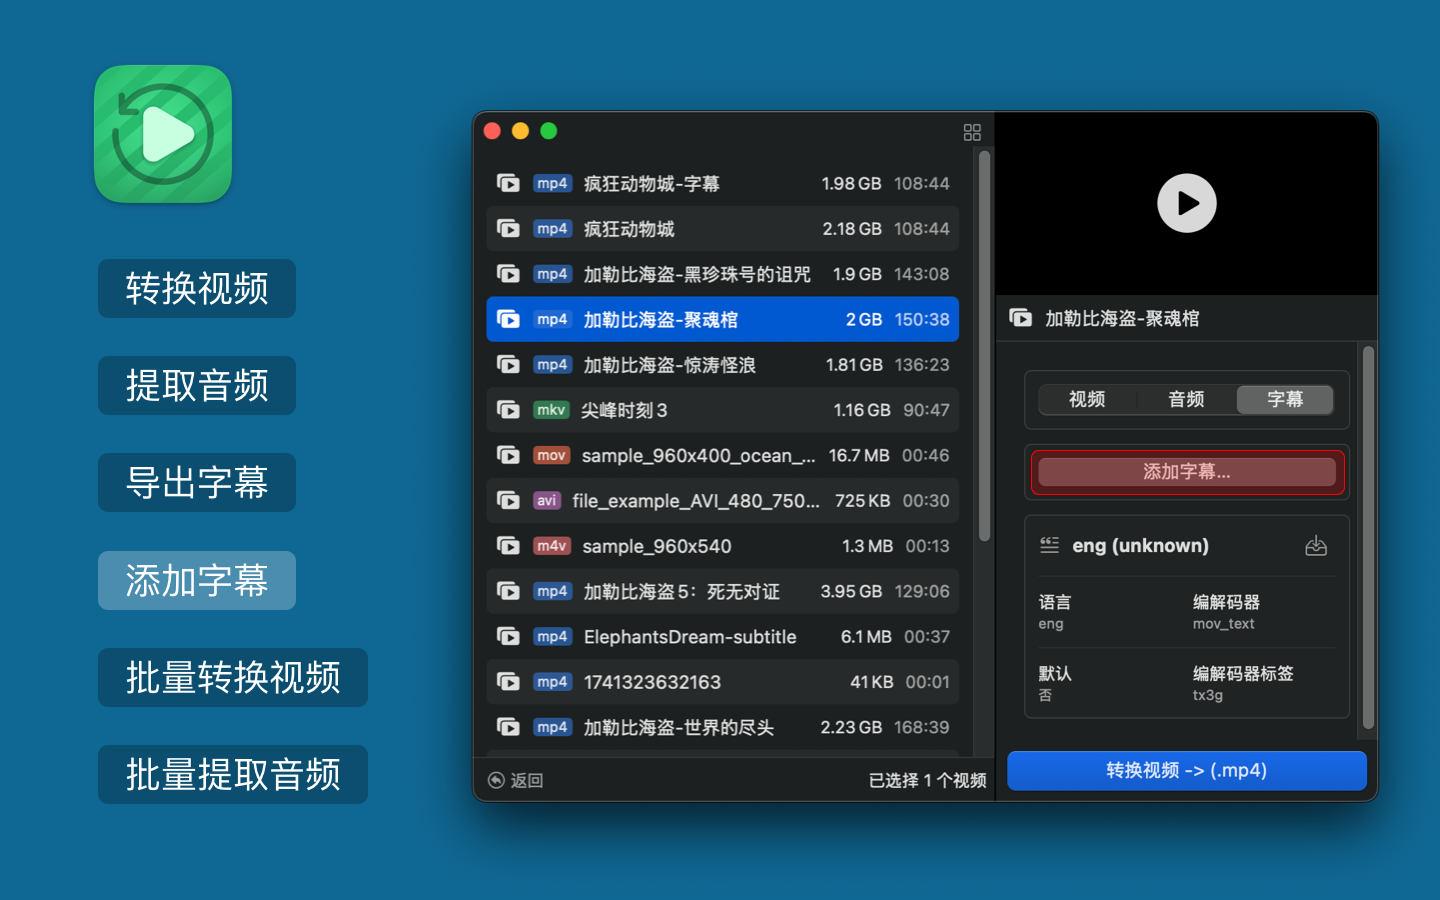 转换视频
提取音频
导出字幕
添加字幕
批量转换视频
批量提取音频
mp4 疯狂动物城-字幕 1.98 GB 108:44
mp4 疯狂动物城 2.18 GB 108:44
mp4 加勒比海盗-黑珍珠号的诅咒 1.9 GB 143:08
mp4 加勒比海盗-聚魂棺 2 GB 150:38
mp4 加勒比海盗-惊涛怪浪 1.81 GB 136:23
mkv 尖峰时刻 3 1.16 GB 90:47
mov sample_960x400_ocean_... 16.7 MB 00:46
avi file_example_AVI_480_750... 725 KB 00:30
m4v sample_960x540 1.3 MB 00:13
mp4 加勒比海盗 5：死无对证 3.95 GB 129:06
mp4 ElephantsDream-subtitle 6.1 MB 00:37
mp4 1741323632163 41 KB 00:01
mp4 加勒比海盗-世界的尽头 2.23 GB 168:39
返回 已选择 1 个视频
加勒比海盗-聚魂棺
视频 音频 字幕
添加字幕...
eng (unknown)
语言 编解码器
eng mov_text
默认 编解码器标签
否 tx3g
转换视频 -> (.mp4)